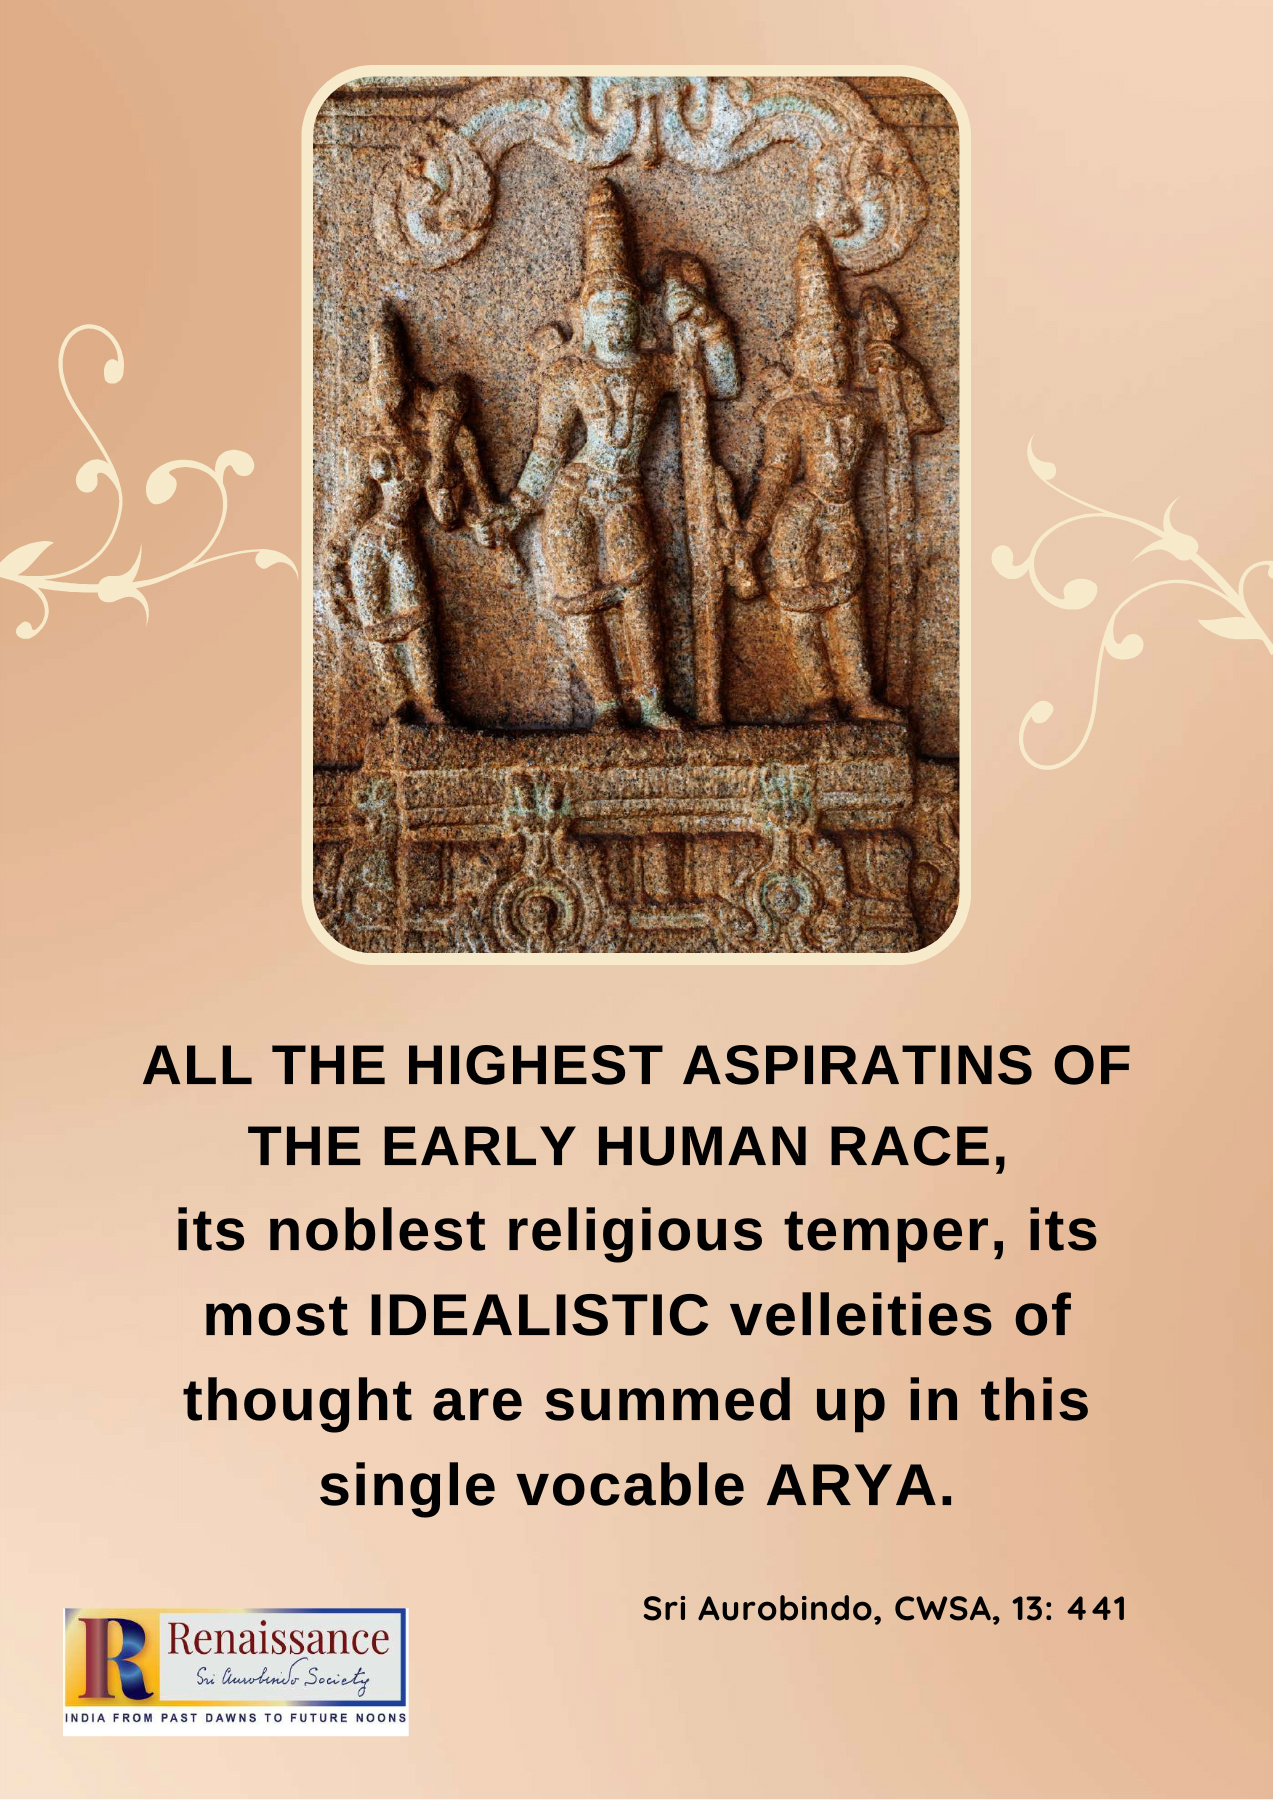 ALL THE HIGHEST ASPIRATINS OF
THE EARLY HUMAN RACE,
its noblest religious temper, its
most IDEALISTIC velleities of
thought are summed up in this
single vocable ARYA.
Sri Aurobindo, CWSA, 13: 441
R Renaissance
Sri Aurobindo Society
INDIA FROM PAST DAWNS TO FUTURE NOONS